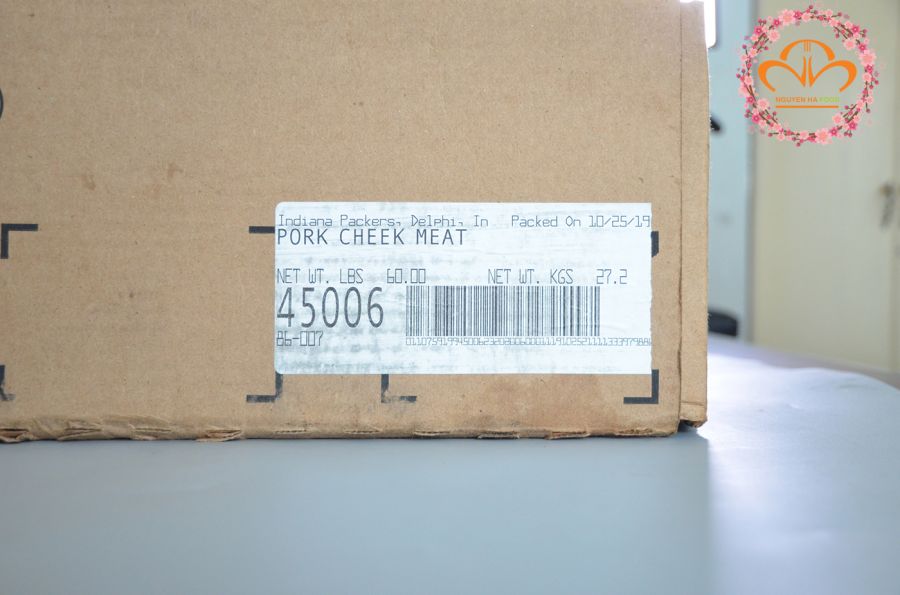 NGUYEN HA FOOD
Indiana Packers, Delphi, In Packed On 10/25/19
PORK CHEEK MEAT
NET WT. LBS 60.00 NET WT. KGS 27.2
45006
86-007